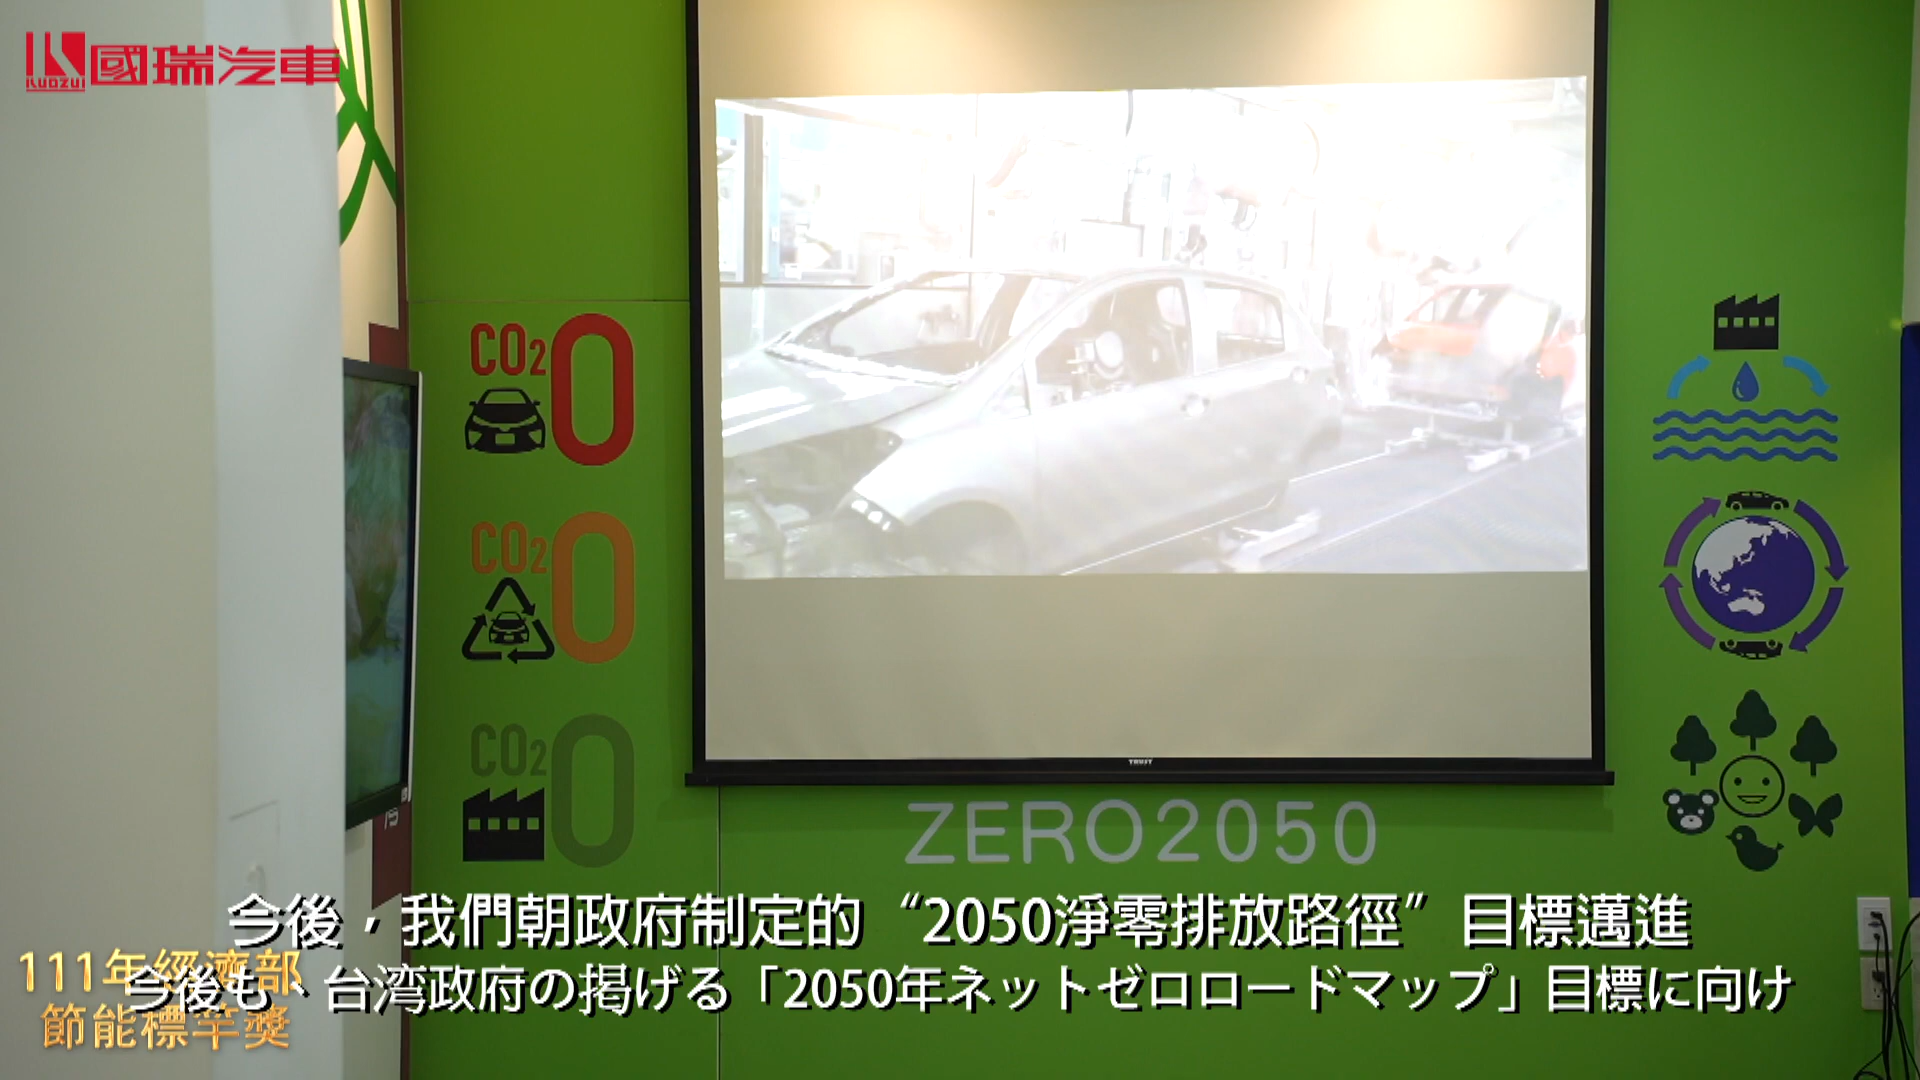 KUOZUI 國瑞汽車
CO2 0
CO2 0
CO2 0
TRUST
ZERO2050
今後，我們朝政府制定的“2050淨零排放路徑”目標邁進
今後も、台湾政府の掲げる「2050年ネットゼロロードマップ」目標に向け
111年經濟部
節能標竿獎